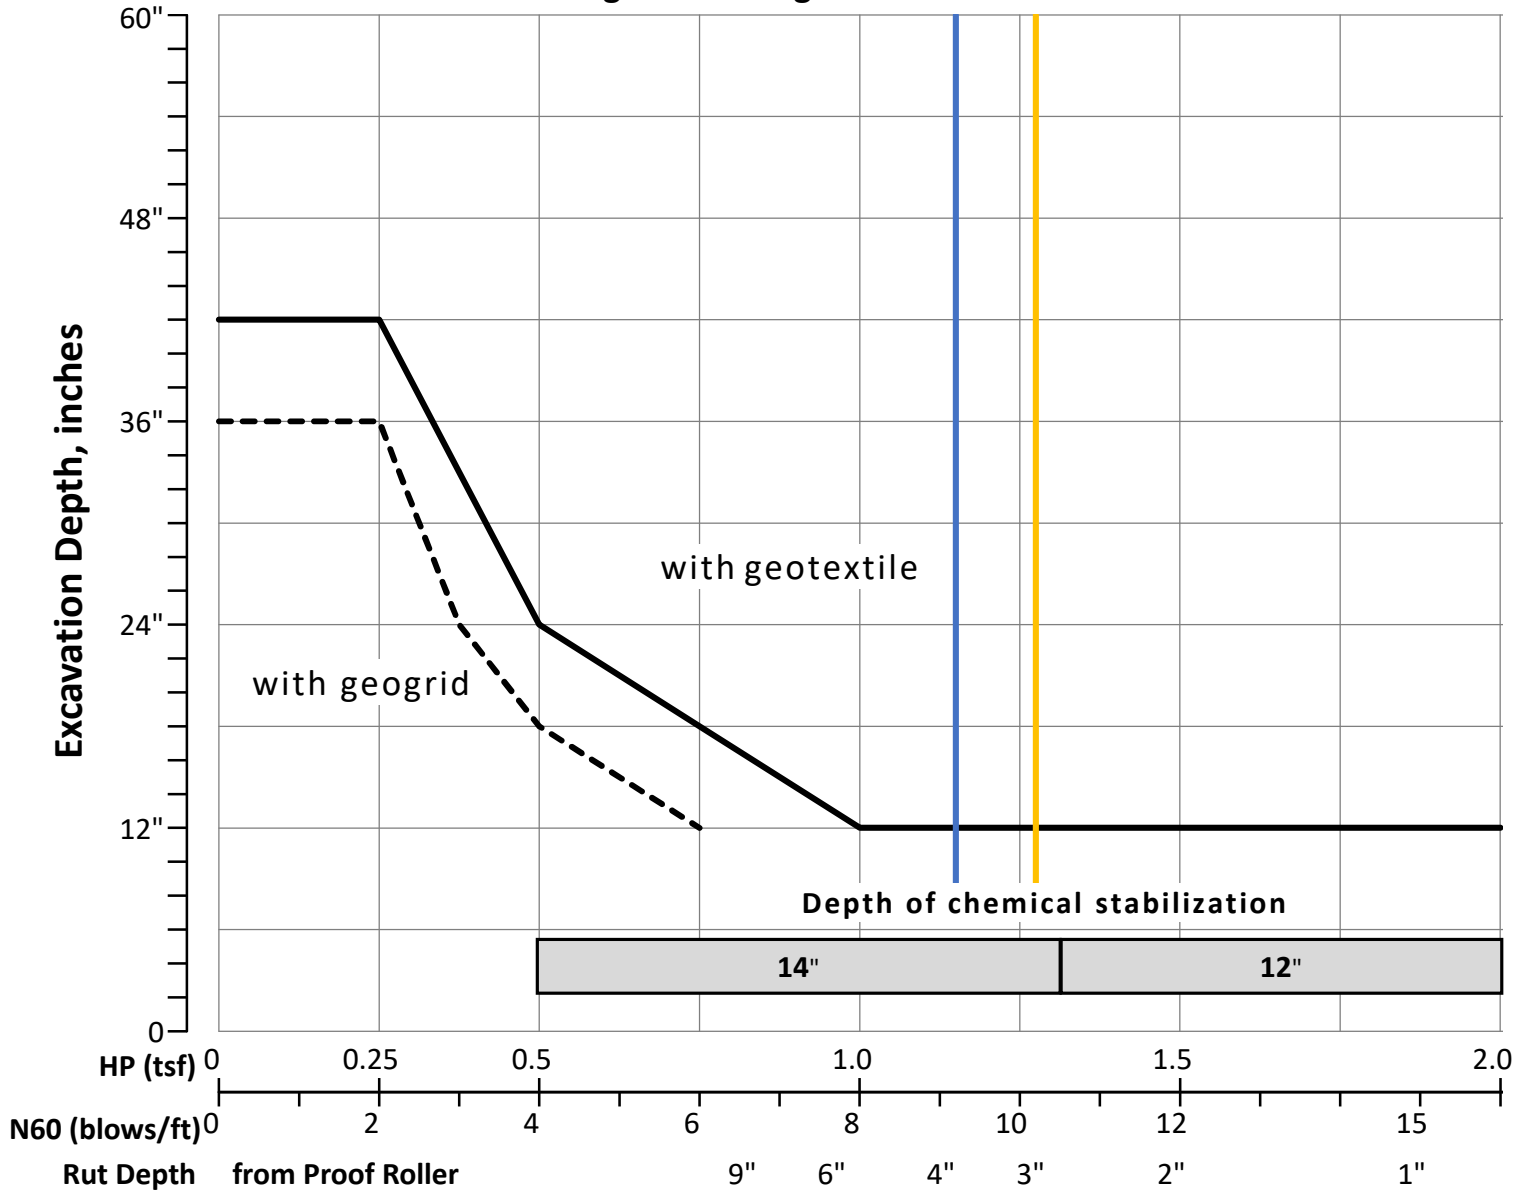 60"
48"
36"
24"
12"
0
Excavation Depth, inches
with geotextile
with geogrid
Depth of chemical stabilization
14" 12"
HP (tsf) 0 0.25 0.5 1.0 1.5 2.0
N60 (blows/ft) 0 2 4 6 8 10 12 15
Rut Depth from Proof Roller 9" 6" 4" 3" 2" 1"